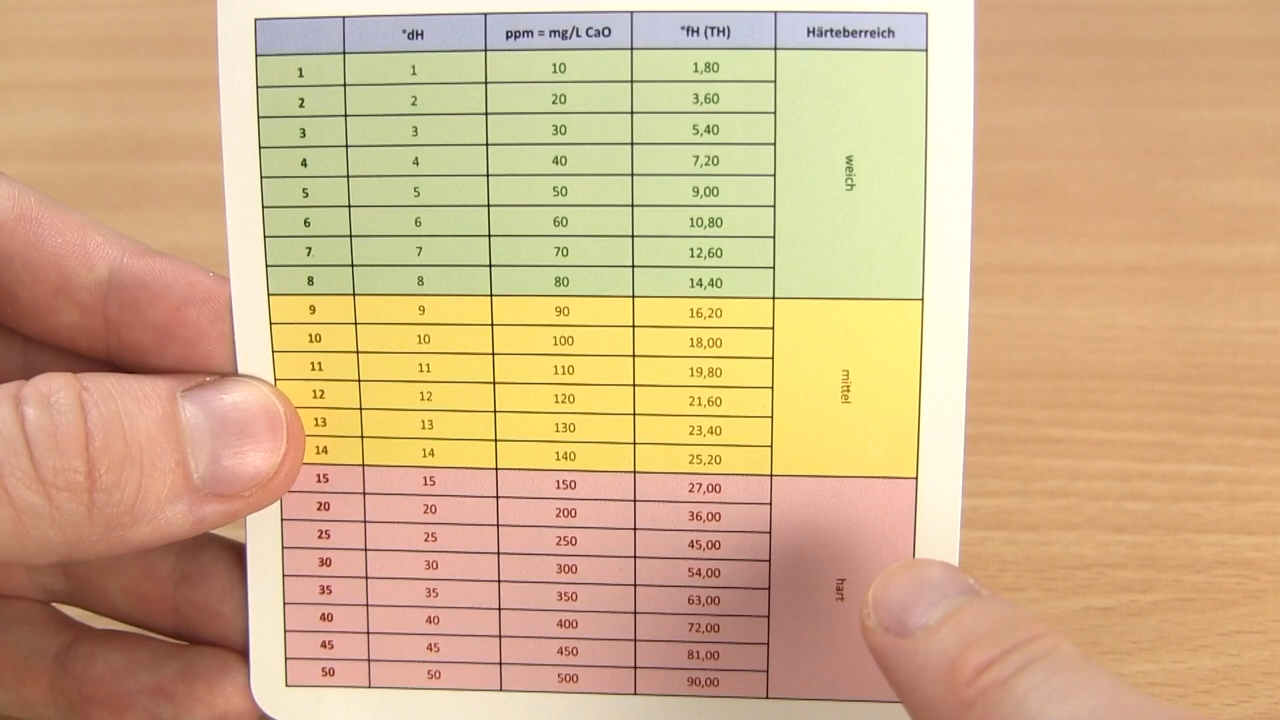 °dH ppm = mg/L CaO °fH (TH) Härteberreich
1 1 10 1,80
2 2 20 3,60
3 3 30 5,40
4 4 40 7,20
weich
5 5 50 9,00
6 6 60 10,80
7 7 70 12,60
8 8 80 14,40
9 9 90 16,20
10 10 100 18,00
11 11 110 19,80
mittel
12 12 120 21,60
13 13 130 23,40
14 14 140 25,20
15 15 150 27,00
20 20 200 36,00
25 25 250 45,00
30 30 300 54,00
hart
35 35 350 63,00
40 40 400 72,00
45 45 450 81,00
50 50 500 90,00